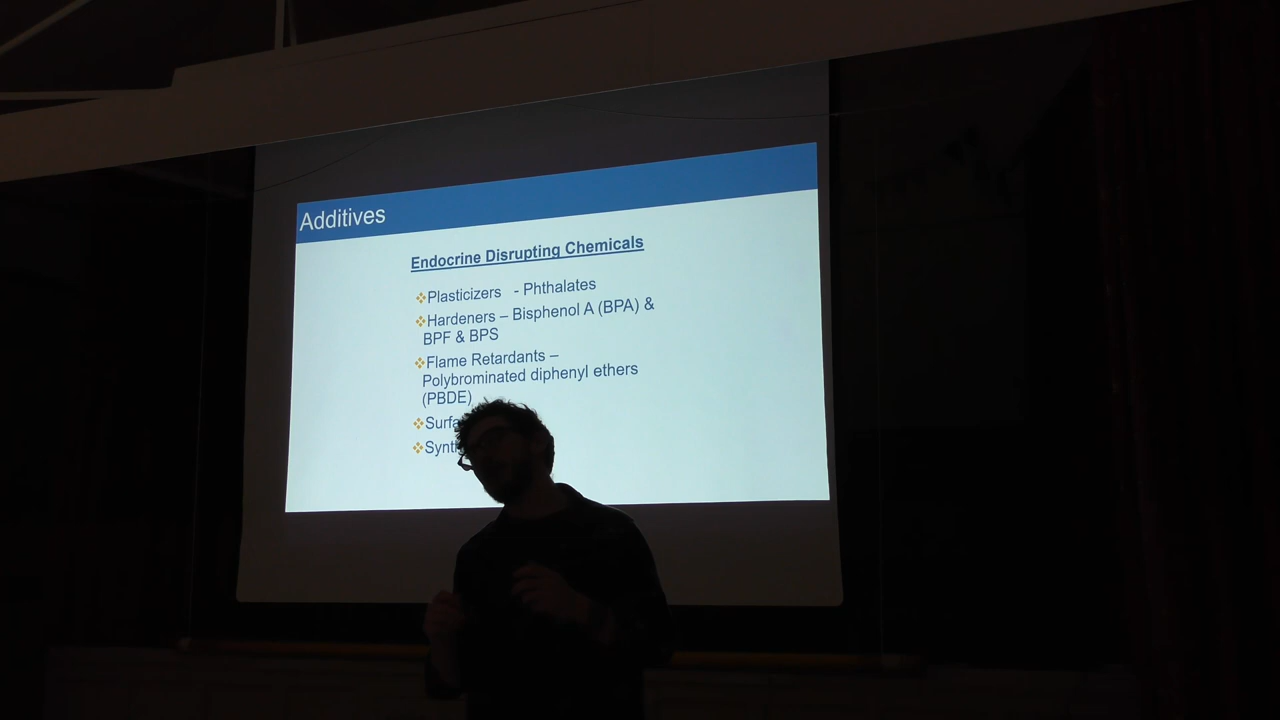 Additives
Endocrine Disrupting Chemicals
❖Plasticizers - Phthalates
❖Hardeners – Bisphenol A (BPA) &
BPF & BPS
❖Flame Retardants –
Polybrominated diphenyl ethers
(PBDE)